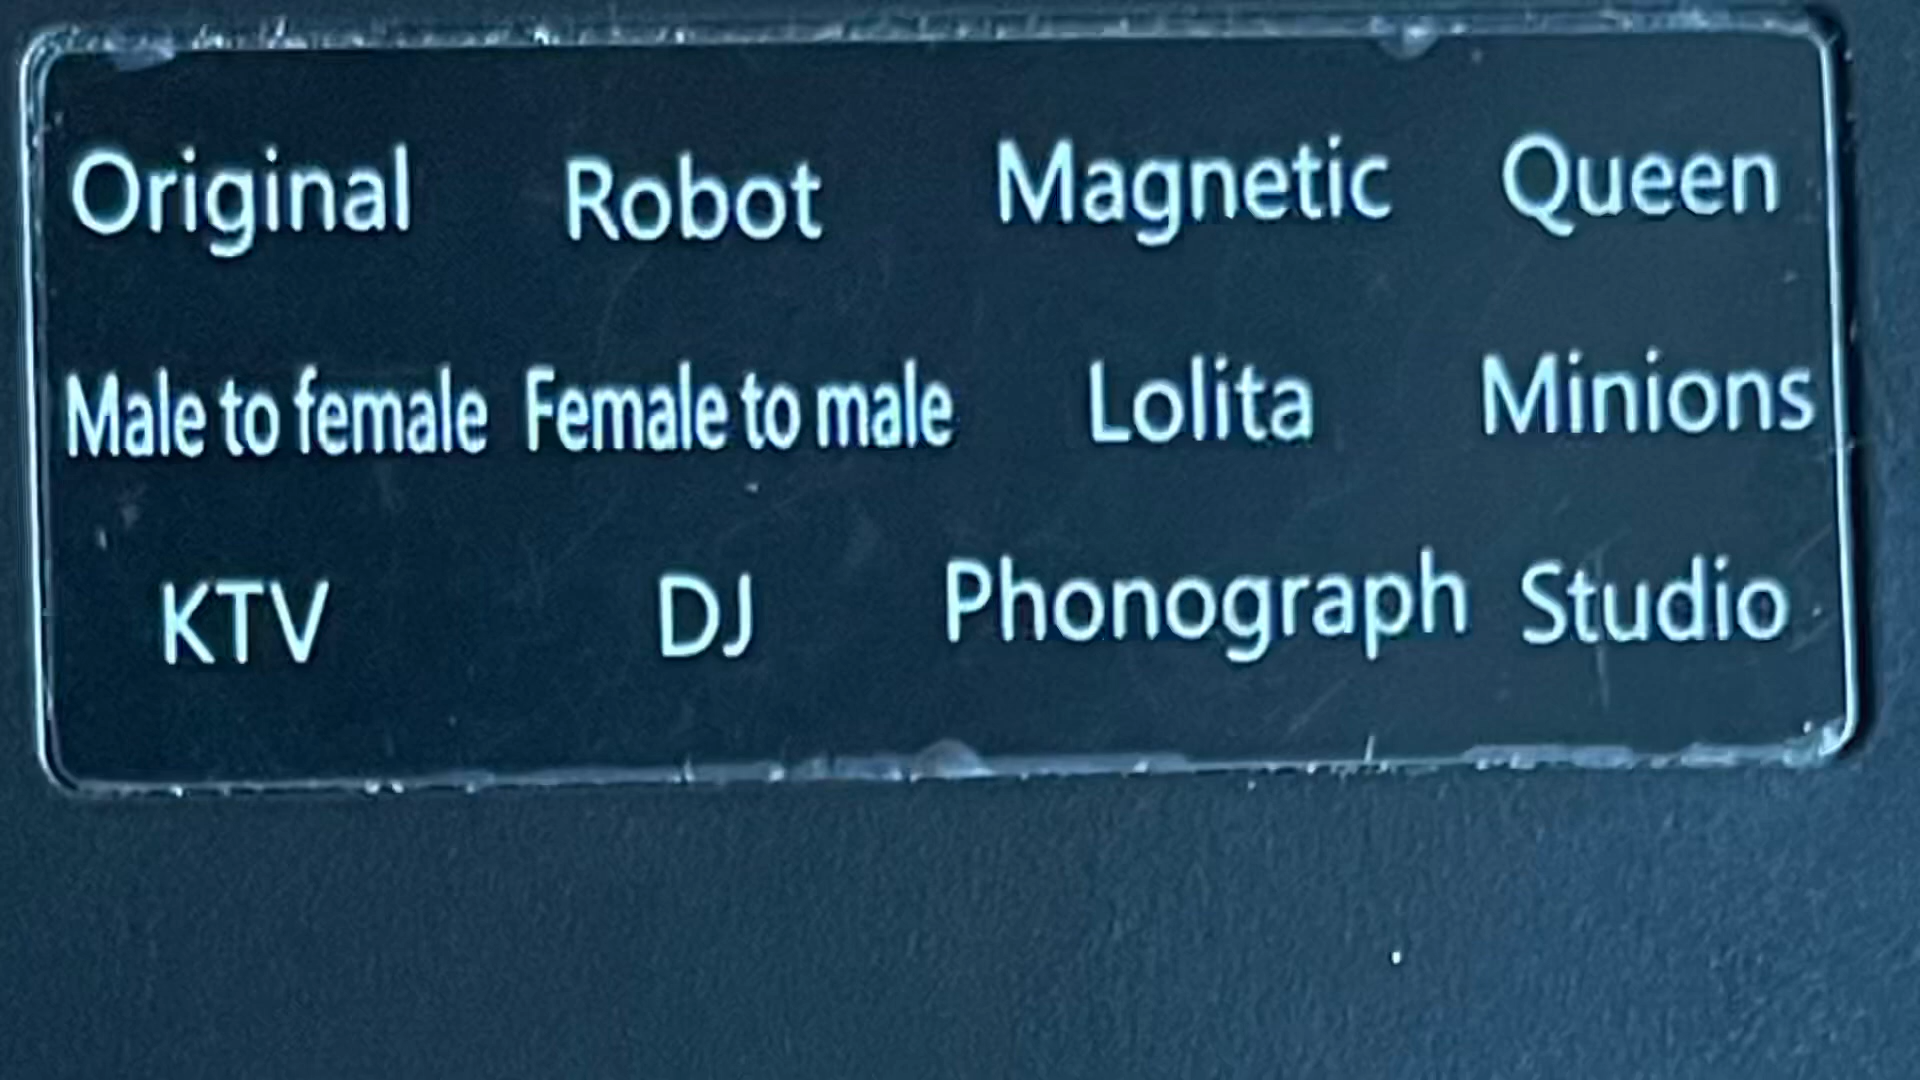 Original Robot Magnetic Queen
Male to female Female to male Lolita Minions
KTV DJ Phonograph Studio